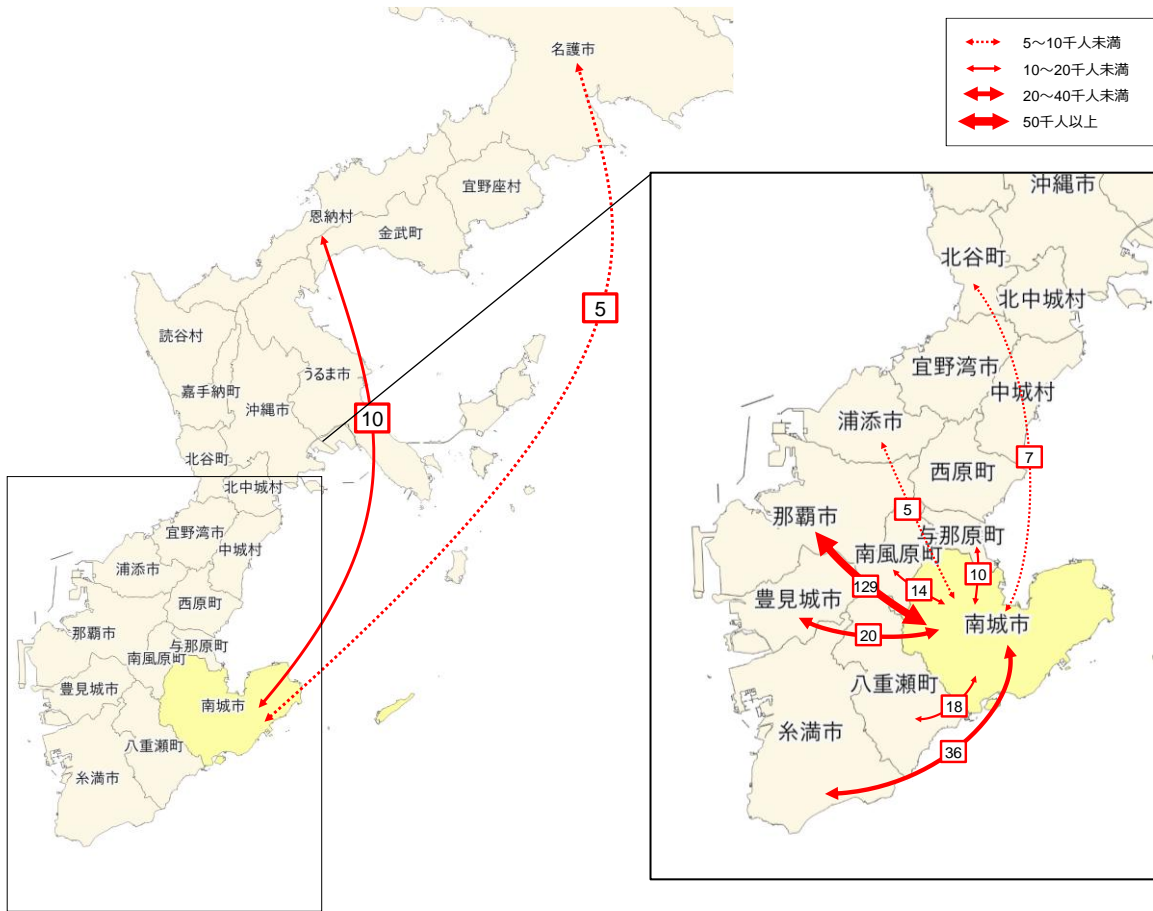 5～10千人未満
10～20千人未満
20～40千人未満
50千人以上
名護市
宜野座村
恩納村
金武町
5
読谷村
うるま市
嘉手納町
沖縄市
10
北谷町
北中城村
宜野湾市
中城村
浦添市
西原町
那覇市
与那原町
南風原町
豊見城市
南城市
八重瀬町
糸満市
沖縄市
北谷町
北中城村
宜野湾市
中城村
浦添市
7
西原町
那覇市
5
与那原町
南風原町
10
129
14
豊見城市
南城市
20
八重瀬町
18
糸満市
36